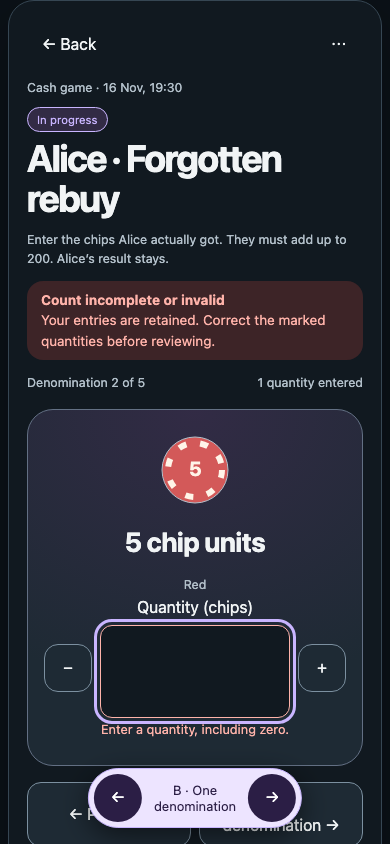 ← Back
...
Cash game · 16 Nov, 19:30
In progress
Alice · Forgotten
rebuy
Enter the chips Alice actually got. They must add up to
200. Alice’s result stays.
Count incomplete or invalid
Your entries are retained. Correct the marked
quantities before reviewing.
Denomination 2 of 5
1 quantity entered
5
5 chip units
Red
Quantity (chips)
−
+
Enter a quantity, including zero.
←
B · One
denomination
→
denomination →